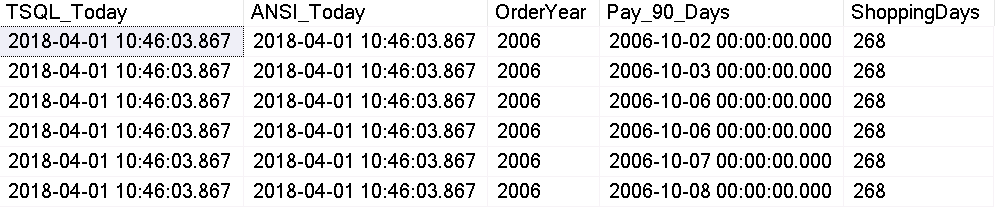 TSQL_Today ANSI_Today OrderYear Pay_90_Days ShoppingDays
2018-04-01 10:46:03.867 2018-04-01 10:46:03.867 2006 2006-10-02 00:00:00.000 268
2018-04-01 10:46:03.867 2018-04-01 10:46:03.867 2006 2006-10-03 00:00:00.000 268
2018-04-01 10:46:03.867 2018-04-01 10:46:03.867 2006 2006-10-06 00:00:00.000 268
2018-04-01 10:46:03.867 2018-04-01 10:46:03.867 2006 2006-10-06 00:00:00.000 268
2018-04-01 10:46:03.867 2018-04-01 10:46:03.867 2006 2006-10-07 00:00:00.000 268
2018-04-01 10:46:03.867 2018-04-01 10:46:03.867 2006 2006-10-08 00:00:00.000 268